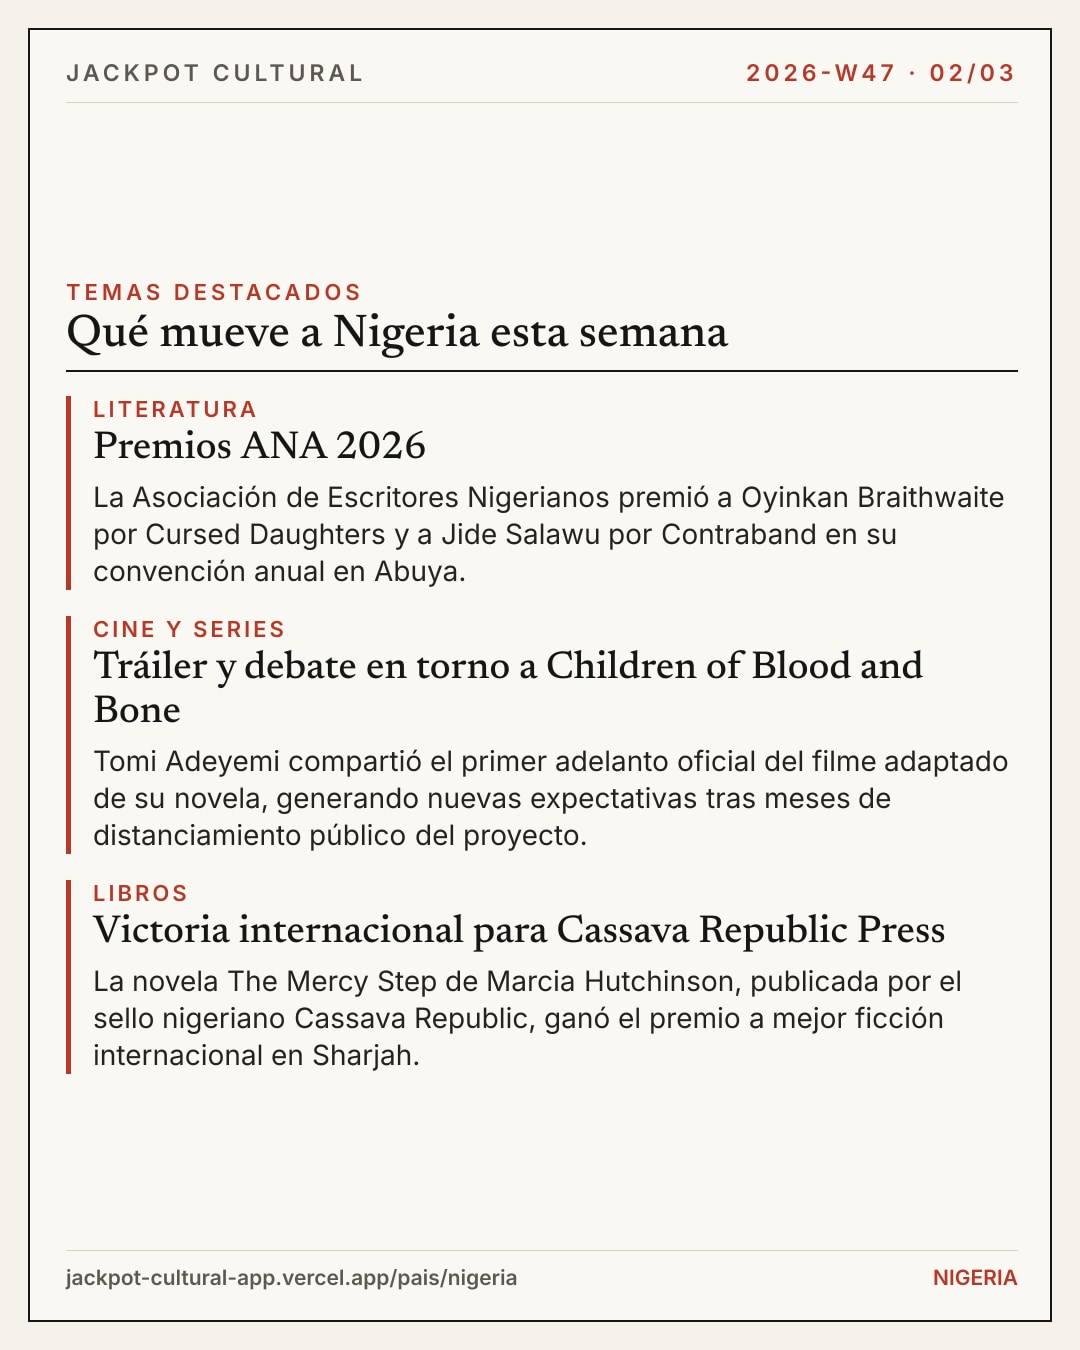 JACKPOT CULTURAL
2026-W47 · 02/03
TEMAS DESTACADOS
Qué mueve a Nigeria esta semana
LITERATURA
Premios ANA 2026
La Asociación de Escritores Nigerianos premió a Oyinkan Braithwaite
por Cursed Daughters y a Jide Salawu por Contraband en su
convención anual en Abuya.
CINE Y SERIES
Tráiler y debate en torno a Children of Blood and
Bone
Tomi Adeyemi compartió el primer adelanto oficial del filme adaptado
de su novela, generando nuevas expectativas tras meses de
distanciamiento público del proyecto.
LIBROS
Victoria internacional para Cassava Republic Press
La novela The Mercy Step de Marcia Hutchinson, publicada por el
sello nigeriano Cassava Republic, ganó el premio a mejor ficción
internacional en Sharjah.
jackpot-cultural-app.vercel.app/pais/nigeria
NIGERIA